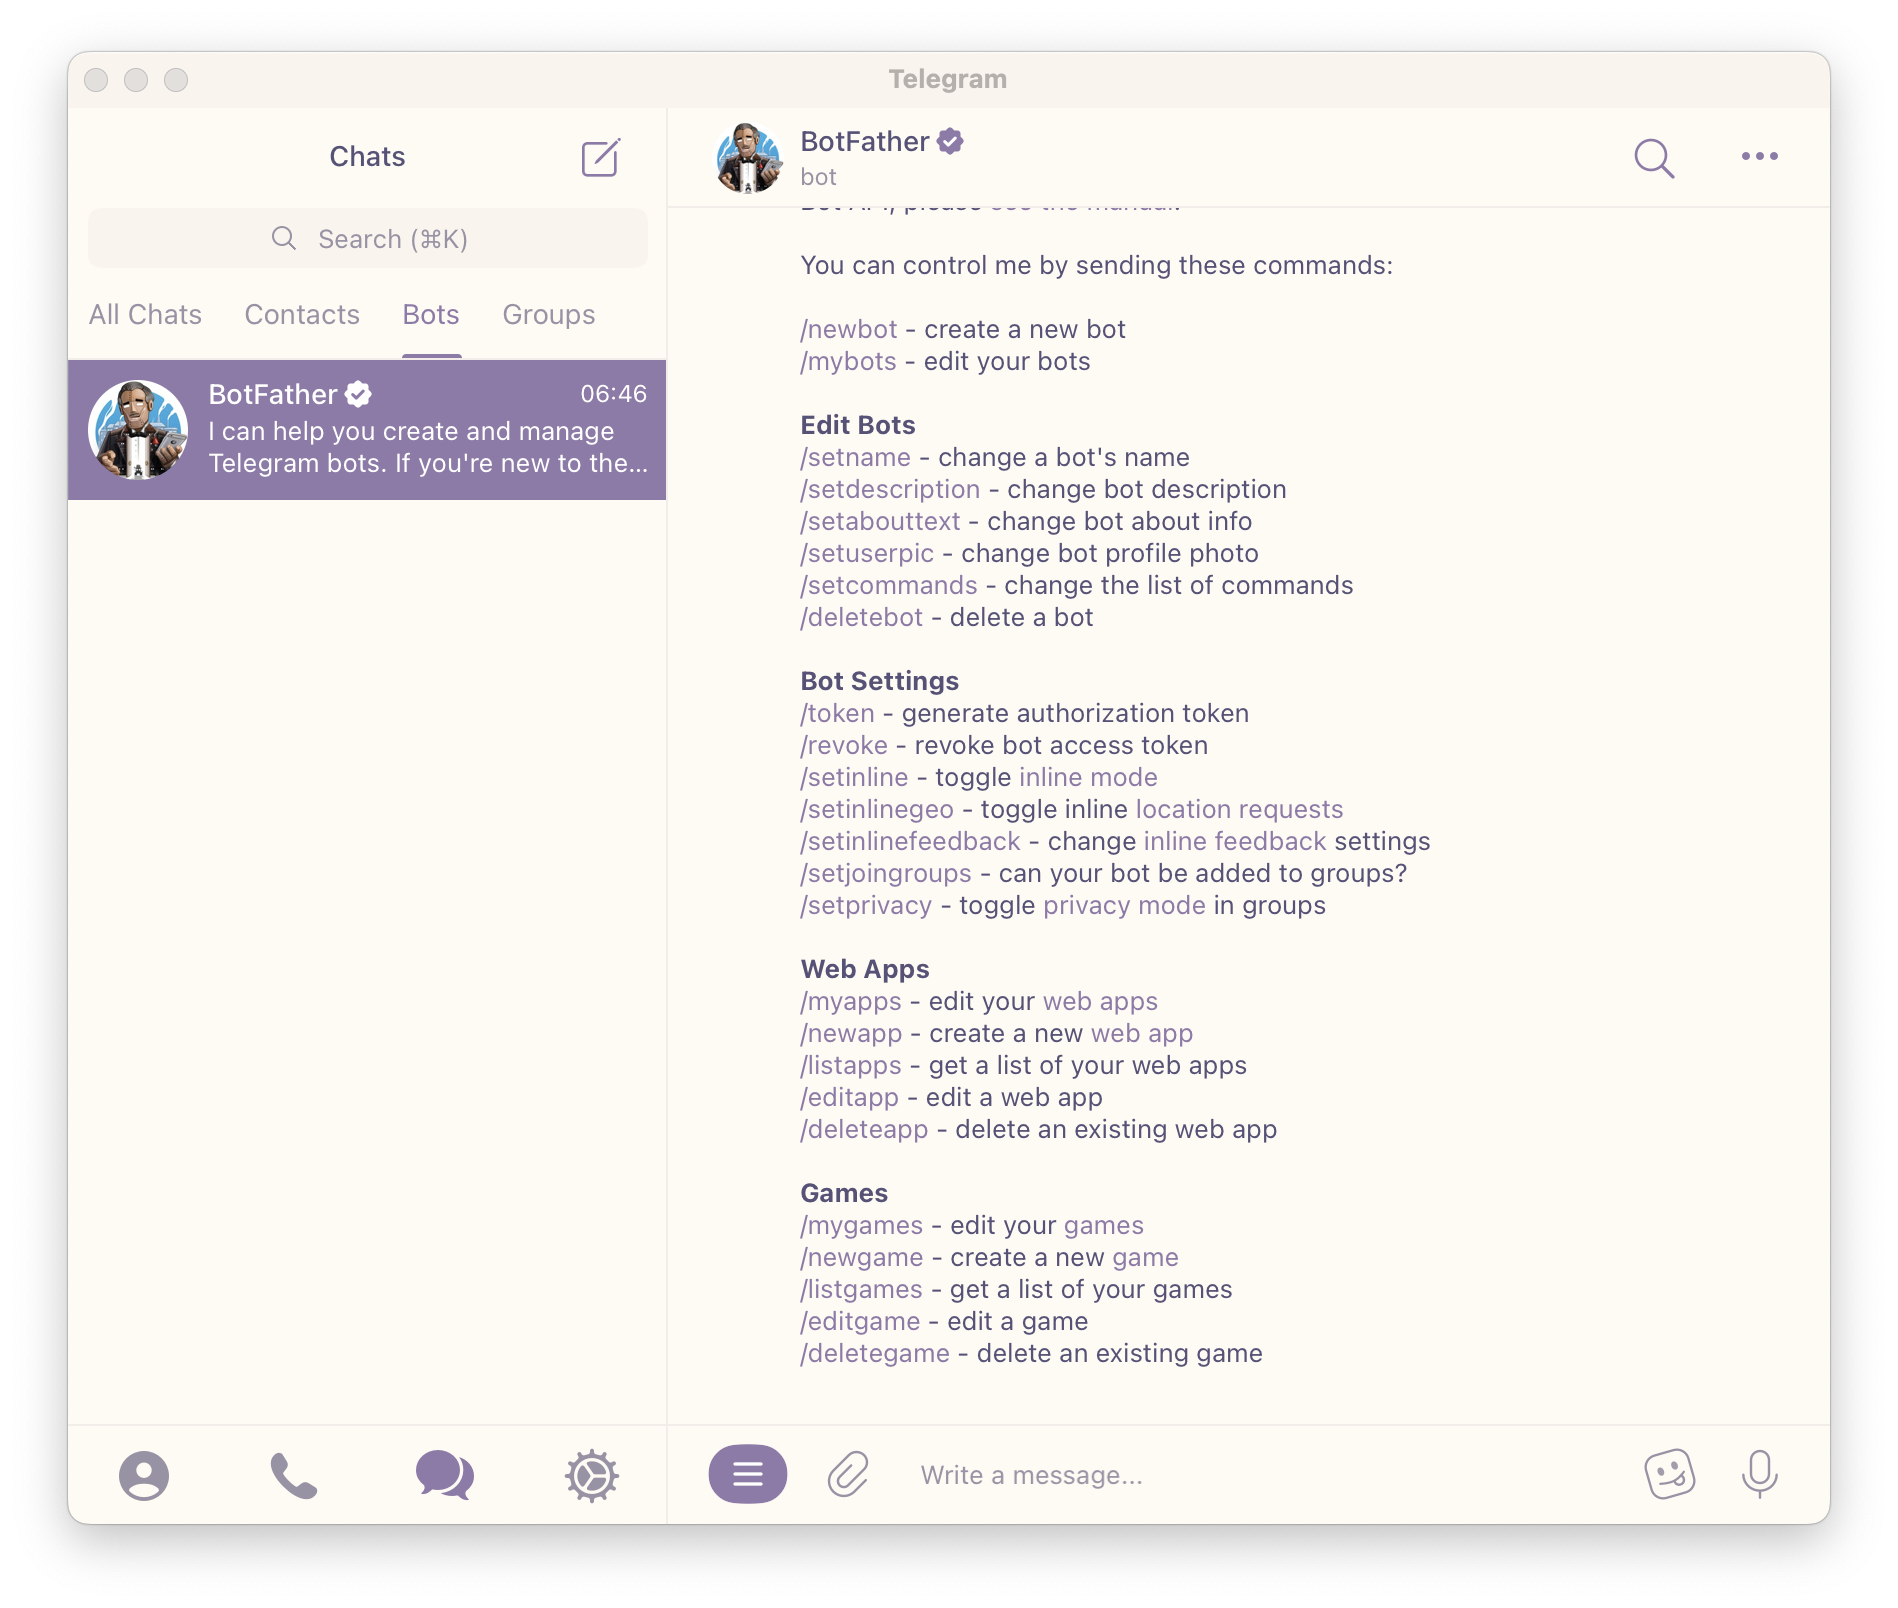 Telegram
Chats
Search (⌘K)
All Chats Contacts Bots Groups
BotFather 06:46
I can help you create and manage
Telegram bots. If you're new to the...
BotFather
bot
Bot API, please see the manual.
You can control me by sending these commands:
/newbot - create a new bot
/mybots - edit your bots
Edit Bots
/setname - change a bot's name
/setdescription - change bot description
/setabouttext - change bot about info
/setuserpic - change bot profile photo
/setcommands - change the list of commands
/deletebot - delete a bot
Bot Settings
/token - generate authorization token
/revoke - revoke bot access token
/setinline - toggle inline mode
/setinlinegeo - toggle inline location requests
/setinlinefeedback - change inline feedback settings
/setjoingroups - can your bot be added to groups?
/setprivacy - toggle privacy mode in groups
Web Apps
/myapps - edit your web apps
/newapp - create a new web app
/listapps - get a list of your web apps
/editapp - edit a web app
/deleteapp - delete an existing web app
Games
/mygames - edit your games
/newgame - create a new game
/listgames - get a list of your games
/editgame - edit a game
/deletegame - delete an existing game
Write a message...